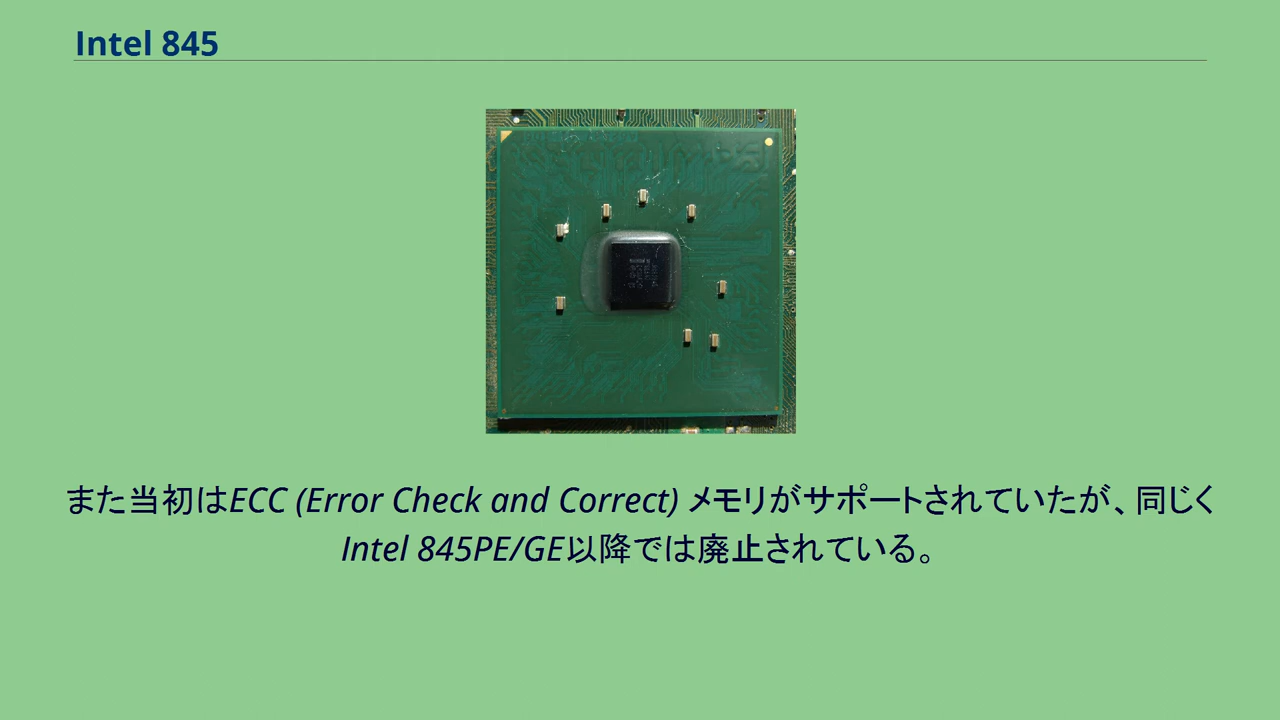 Intel 845
また当初はECC (Error Check and Correct) メモリがサポートされていたが、同じく
Intel 845PE/GE以降では廃止されている。